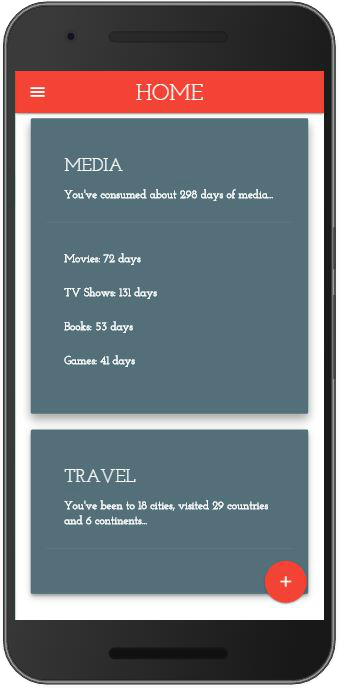 HOME
MEDIA
You've consumed about 298 days of media...
Movies: 72 days
TV Shows: 131 days
Books: 53 days
Games: 41 days
TRAVEL
You've been to 18 cities, visited 29 countries
and 6 continents...
+